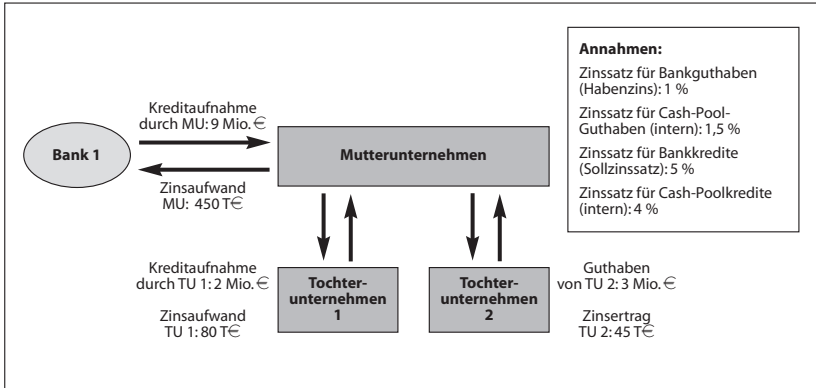 Annahmen:
Zinssatz für Bankguthaben
(Habenzins): 1 %
Zinssatz für Cash-Pool-
Guthaben (intern): 1,5 %
Zinssatz für Bankkredite
(Sollzinssatz): 5 %
Zinssatz für Cash-Poolkredite
(intern): 4 %
Kreditaufnahme
durch MU: 9 Mio. €
Bank 1
Mutterunternehmen
Zinsaufwand
MU: 450 T€
Kreditaufnahme
durch TU 1: 2 Mio. €
Zinsaufwand
TU 1: 80 T€
Tochter-
unternehmen
1
Tochter-
unternehmen
2
Guthaben
von TU 2: 3 Mio. €
Zinsertrag
TU 2: 45 T€